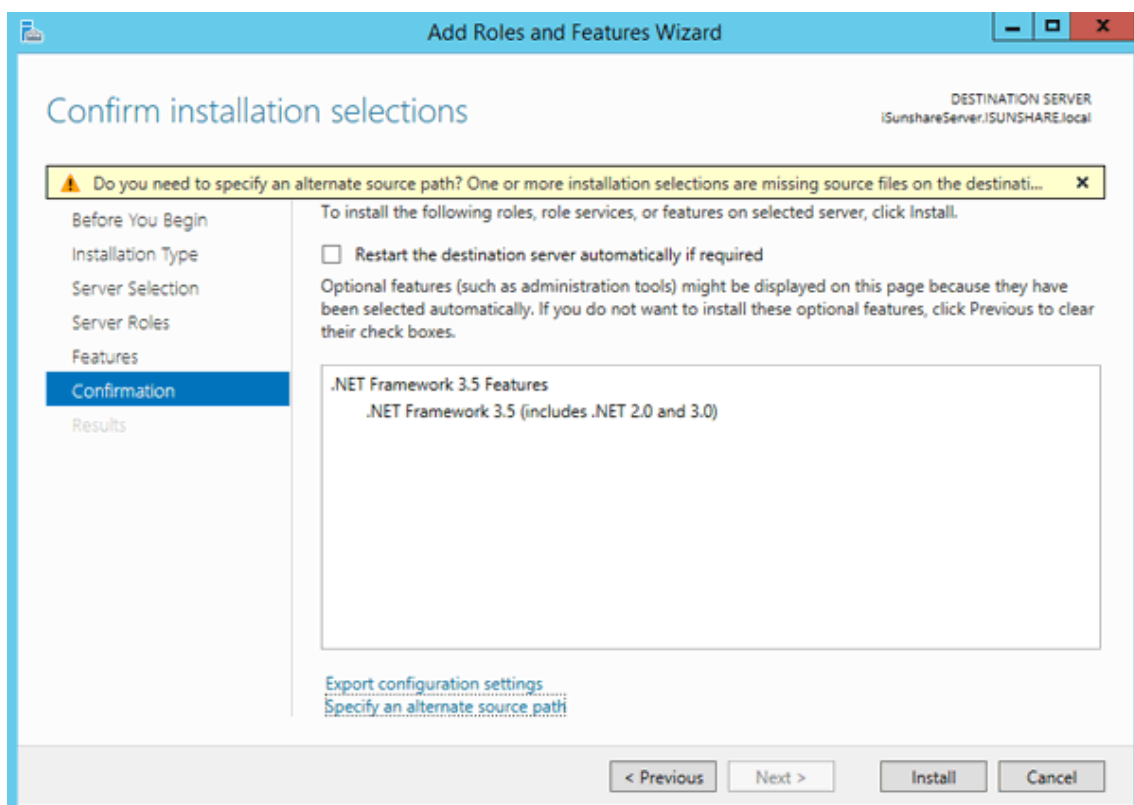 Add Roles and Features Wizard
Confirm installation selections
DESTINATION SERVER
iSunshareServer.ISUNSHARE.local
Do you need to specify an alternate source path? One or more installation selections are missing source files on the destinati...
Before You Begin
Installation Type
Server Selection
Server Roles
Features
Confirmation
Results
To install the following roles, role services, or features on selected server, click Install.
Restart the destination server automatically if required
Optional features (such as administration tools) might be displayed on this page because they have
been selected automatically. If you do not want to install these optional features, click Previous to clear
their check boxes.
.NET Framework 3.5 Features
.NET Framework 3.5 (includes .NET 2.0 and 3.0)
Export configuration settings
Specify an alternate source path
< Previous
Next >
Install
Cancel